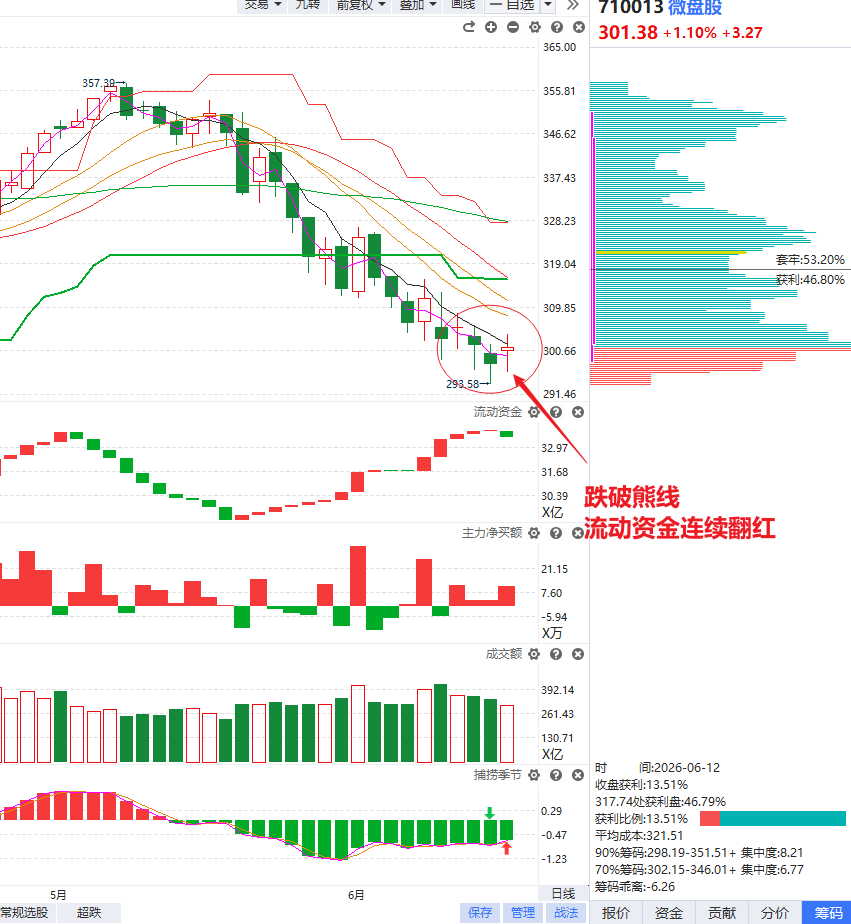 交易 九转 前复权 叠加 画线 一 自选
710013 微盘股
301.38 +1.10% +3.27
365.00
357.39→
355.81
346.62
337.43
328.23
319.04
309.85
300.66
293.58→
291.46
套牢:53.20%
获利:46.80%
流动资金
32.97
31.68
30.39
X亿
跌破熊线
流动资金连续翻红
主力净买额
21.15
7.60
-5.94
X万
成交额
392.14
261.43
130.71
X亿
捕捞季节
0.29
-0.47
-1.23
时 间:2026-06-12
收盘获利:13.51%
317.74处获利盘:46.79%
获利比例:13.51%
平均成本:321.51
90%筹码:298.19-351.51+ 集中度:8.21
70%筹码:302.15-346.01+ 集中度:6.77
筹码乖离:-6.26
5月 6月 日线
常规选股 超跌 保存 管理 战法
报价 资金 贡献 分价 筹码